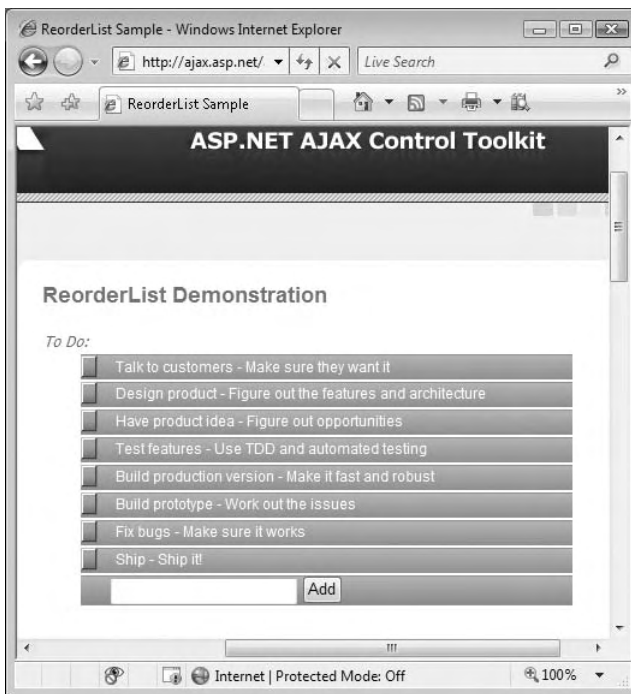 ReorderList Sample - Windows Internet Explorer
http://ajax.asp.net/
Live Search
ReorderList Sample
ASP.NET AJAX Control Toolkit
ReorderList Demonstration
To Do:
Talk to customers - Make sure they want it
Design product - Figure out the features and architecture
Have product idea - Figure out opportunities
Test features - Use TDD and automated testing
Build production version - Make it fast and robust
Build prototype - Work out the issues
Fix bugs - Make sure it works
Ship - Ship it!
Add
Internet | Protected Mode: Off
100%